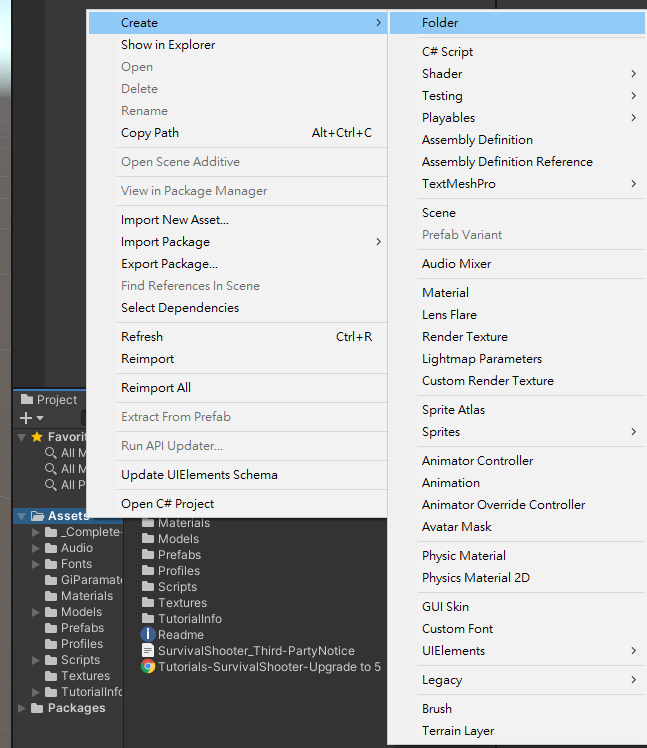 Create
Show in Explorer
Open
Delete
Rename
Copy Path Alt+Ctrl+C
Open Scene Additive
View in Package Manager
Import New Asset...
Import Package
Export Package...
Find References In Scene
Select Dependencies
Refresh Ctrl+R
Reimport
Reimport All
Extract From Prefab
Run API Updater...
Update UIElements Schema
Open C# Project
Folder
C# Script
Shader
Testing
Playables
Assembly Definition
Assembly Definition Reference
TextMeshPro
Scene
Prefab Variant
Audio Mixer
Material
Lens Flare
Render Texture
Lightmap Parameters
Custom Render Texture
Sprite Atlas
Sprites
Animator Controller
Animation
Animator Override Controller
Avatar Mask
Physic Material
Physics Material 2D
GUI Skin
Custom Font
UIElements
Legacy
Brush
Terrain Layer
Project
Favorit
All M
All M
All P
Assets
_Complete-
Audio
Fonts
GiParamate
Materials
Models
Prefabs
Profiles
Scripts
Textures
TutorialInfo
Packages
Materials
Models
Prefabs
Profiles
Scripts
Textures
TutorialInfo
Readme
SurvivalShooter_Third-PartyNotice
Tutorials-SurvivalShooter-Upgrade to 5